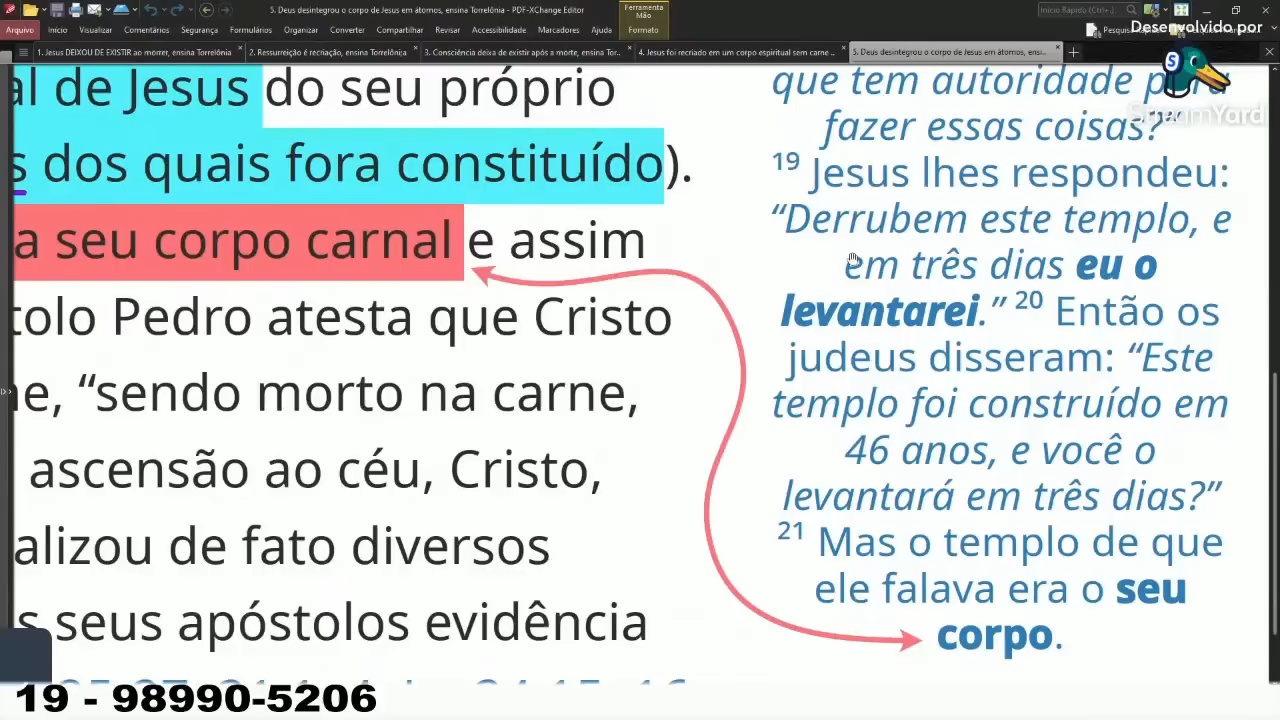 5. Deus desintegrou o corpo de Jesus em átomos, ensina Torrelônia - PDF-XChange Editor
Ferramenta
Mão
Início Rápido (Ctrl+.)
Arquivo Início Visualizar Comentários Segurança Formulários Organizar Converter Compartilhar Revisar Acessibilidade Marcadores Ajuda Formato
Desenvolvido por
1. Jesus DEIXOU DE EXISTIR ao morrer, ensin Torrelônia
2. Ressurreição é recriação, ensina Torrelônia
3. Consciência deixa de existir após a morte, ensina Tor...
4. Jesus foi recriado em um corpo espiritual sem carne ...
5. Deus desintegrou o corpo de Jesus em átomos, ensi...
StreamYard
al de Jesus do seu próprio
s dos quais fora constituído).
a seu corpo carnal e assim
tolo Pedro atesta que Cristo
ne, “sendo morto na carne,
ascensão ao céu, Cristo,
alizou de fato diversos
s seus apóstolos evidência
que tem autoridade para
fazer essas coisas?”
19 Jesus lhes respondeu:
“Derrubem este templo, e
em três dias eu o
levantarei.” 20 Então os
judeus disseram: “Este
templo foi construído em
46 anos, e você o
levantará em três dias?”
21 Mas o templo de que
ele falava era o seu
corpo.
19 - 98990-5206